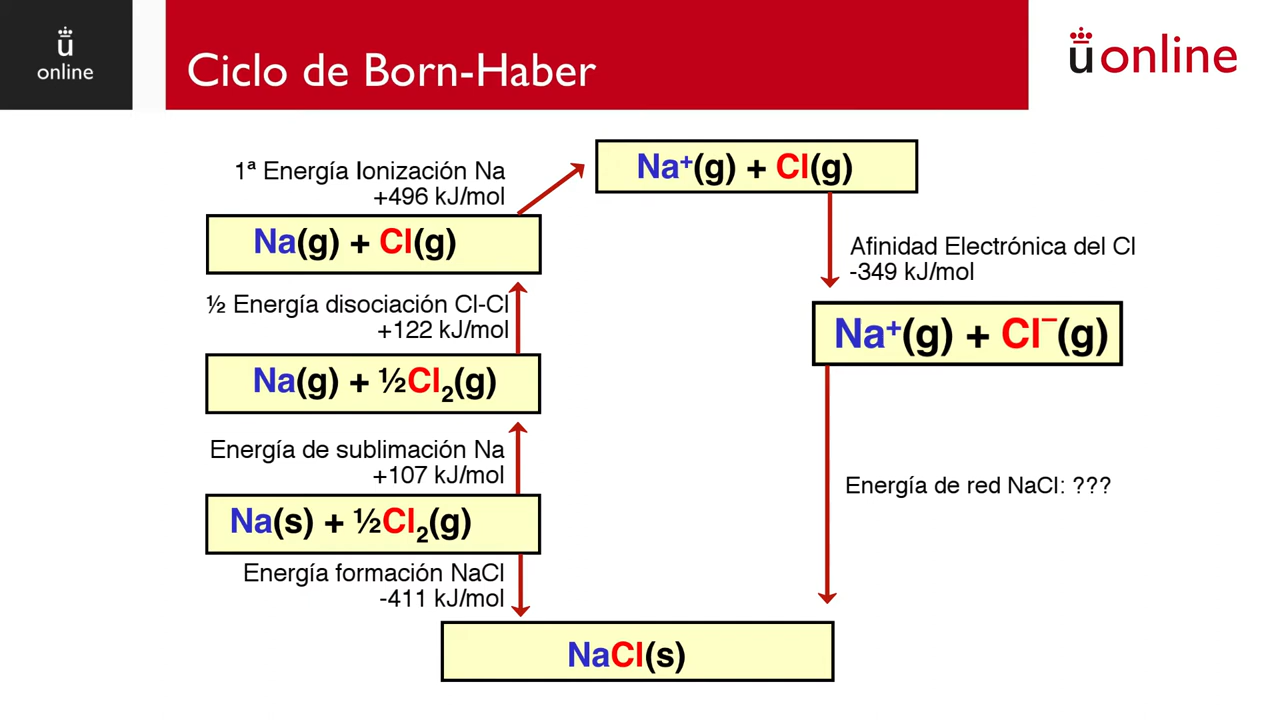 ü
online
Ciclo de Born-Haber
üonline
1ª Energía Ionización Na
+496 kJ/mol
Na⁺(g) + Cl(g)
Na(g) + Cl(g)
Afinidad Electrónica del Cl
-349 kJ/mol
½ Energía disociación Cl-Cl
+122 kJ/mol
Na⁺(g) + Cl⁻(g)
Na(g) + ½Cl₂(g)
Energía de sublimación Na
+107 kJ/mol
Energía de red NaCl: ???
Na(s) + ½Cl₂(g)
Energía formación NaCl
-411 kJ/mol
NaCl(s)